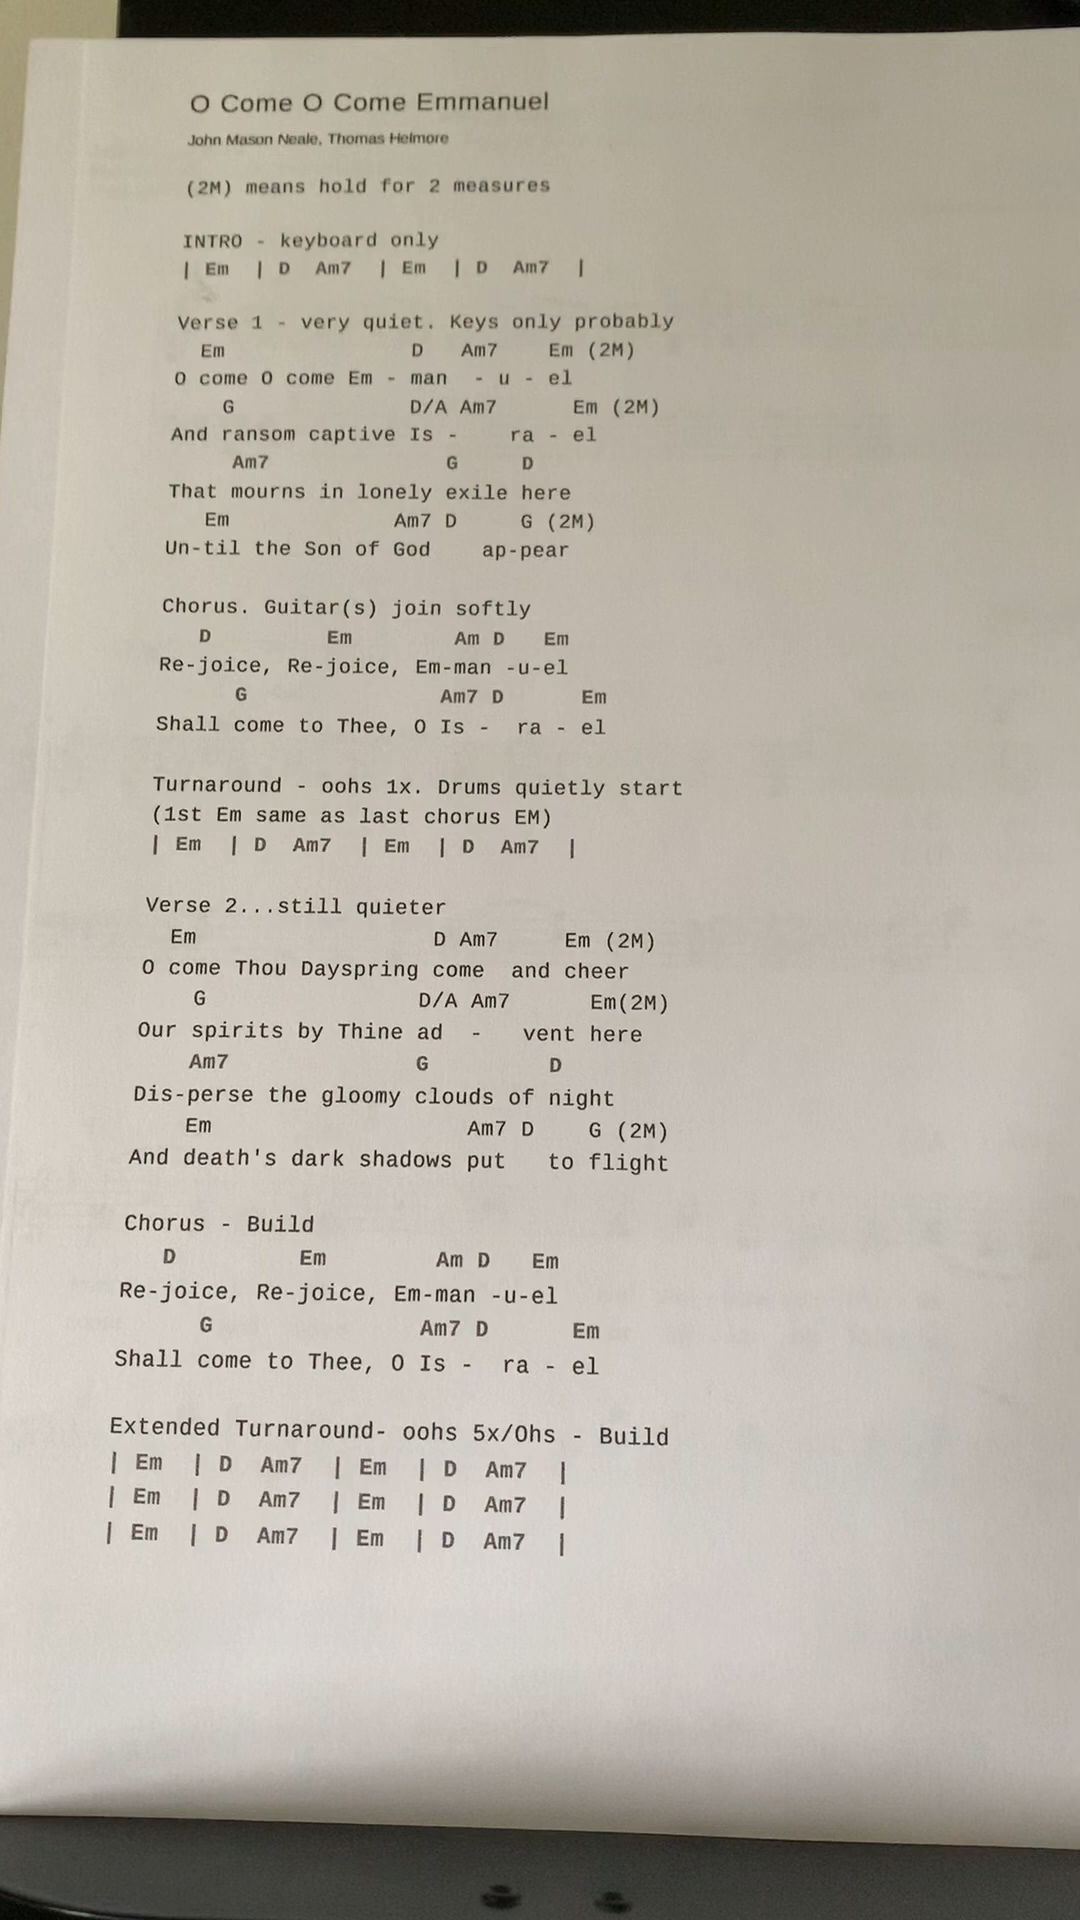 O Come O Come Emmanuel
John Mason Neale, Thomas Helmore
(2M) means hold for 2 measures
INTRO - keyboard only
| Em | D Am7 | Em | D Am7 |
Verse 1 - very quiet. Keys only probably
Em D Am7 Em (2M)
O come O come Em - man - u - el
G D/A Am7 Em (2M)
And ransom captive Is - ra - el
Am7 G D
That mourns in lonely exile here
Em Am7 D G (2M)
Un-til the Son of God ap-pear
Chorus. Guitar(s) join softly
D Em Am D Em
Re-joice, Re-joice, Em-man -u-el
G Am7 D Em
Shall come to Thee, O Is - ra - el
Turnaround - oohs 1x. Drums quietly start
(1st Em same as last chorus EM)
| Em | D Am7 | Em | D Am7 |
Verse 2...still quieter
Em D Am7 Em (2M)
O come Thou Dayspring come and cheer
G D/A Am7 Em(2M)
Our spirits by Thine ad - vent here
Am7 G D
Dis-perse the gloomy clouds of night
Em Am7 D G (2M)
And death's dark shadows put to flight
Chorus - Build
D Em Am D Em
Re-joice, Re-joice, Em-man -u-el
G Am7 D Em
Shall come to Thee, O Is - ra - el
Extended Turnaround- oohs 5x/Ohs - Build
| Em | D Am7 | Em | D Am7 |
| Em | D Am7 | Em | D Am7 |
| Em | D Am7 | Em | D Am7 |